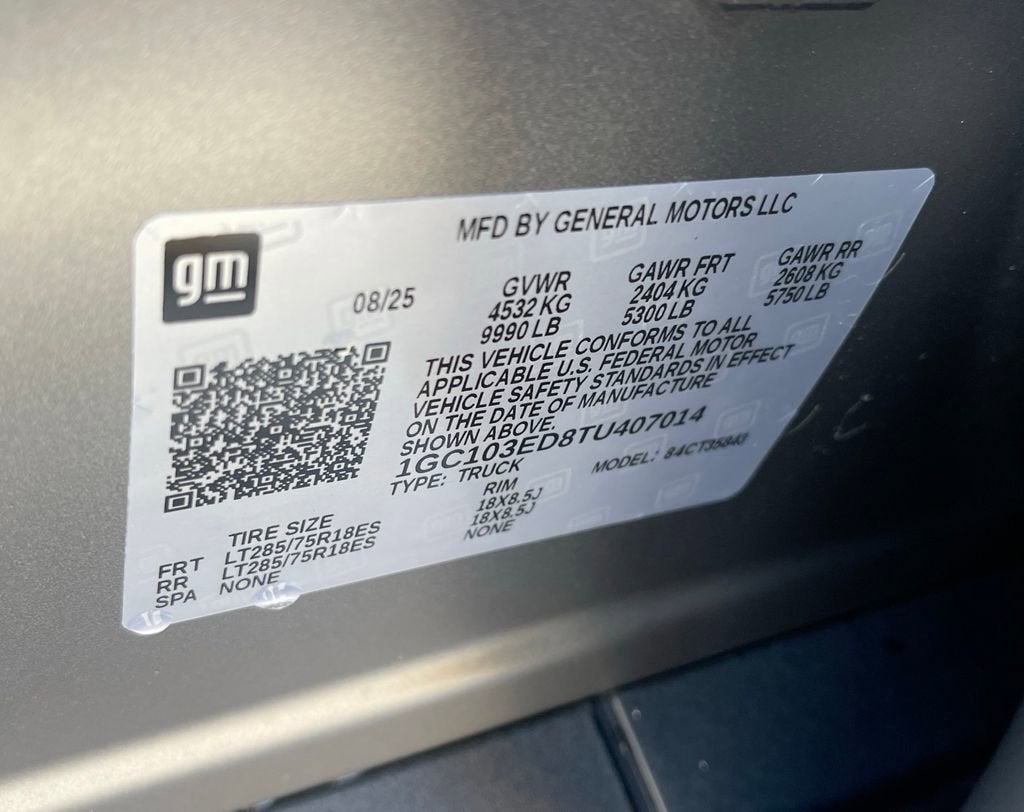 gm
MFD BY GENERAL MOTORS LLC
08/25
GVWR
4532 KG
9990 LB
GAWR FRT
2404 KG
5300 LB
GAWR RR
2608 KG
5750 LB
THIS VEHICLE CONFORMS TO ALL
APPLICABLE U.S. FEDERAL MOTOR
VEHICLE SAFETY STANDARDS IN EFFECT
ON THE DATE OF MANUFACTURE
SHOWN ABOVE.
1GC103ED8TU407014
TYPE: TRUCK
MODEL: 84CT35843
TIRE SIZE RIM
FRT LT285/75R18ES 18X8.5J
RR LT285/75R18ES 18X8.5J
SPA NONE NONE